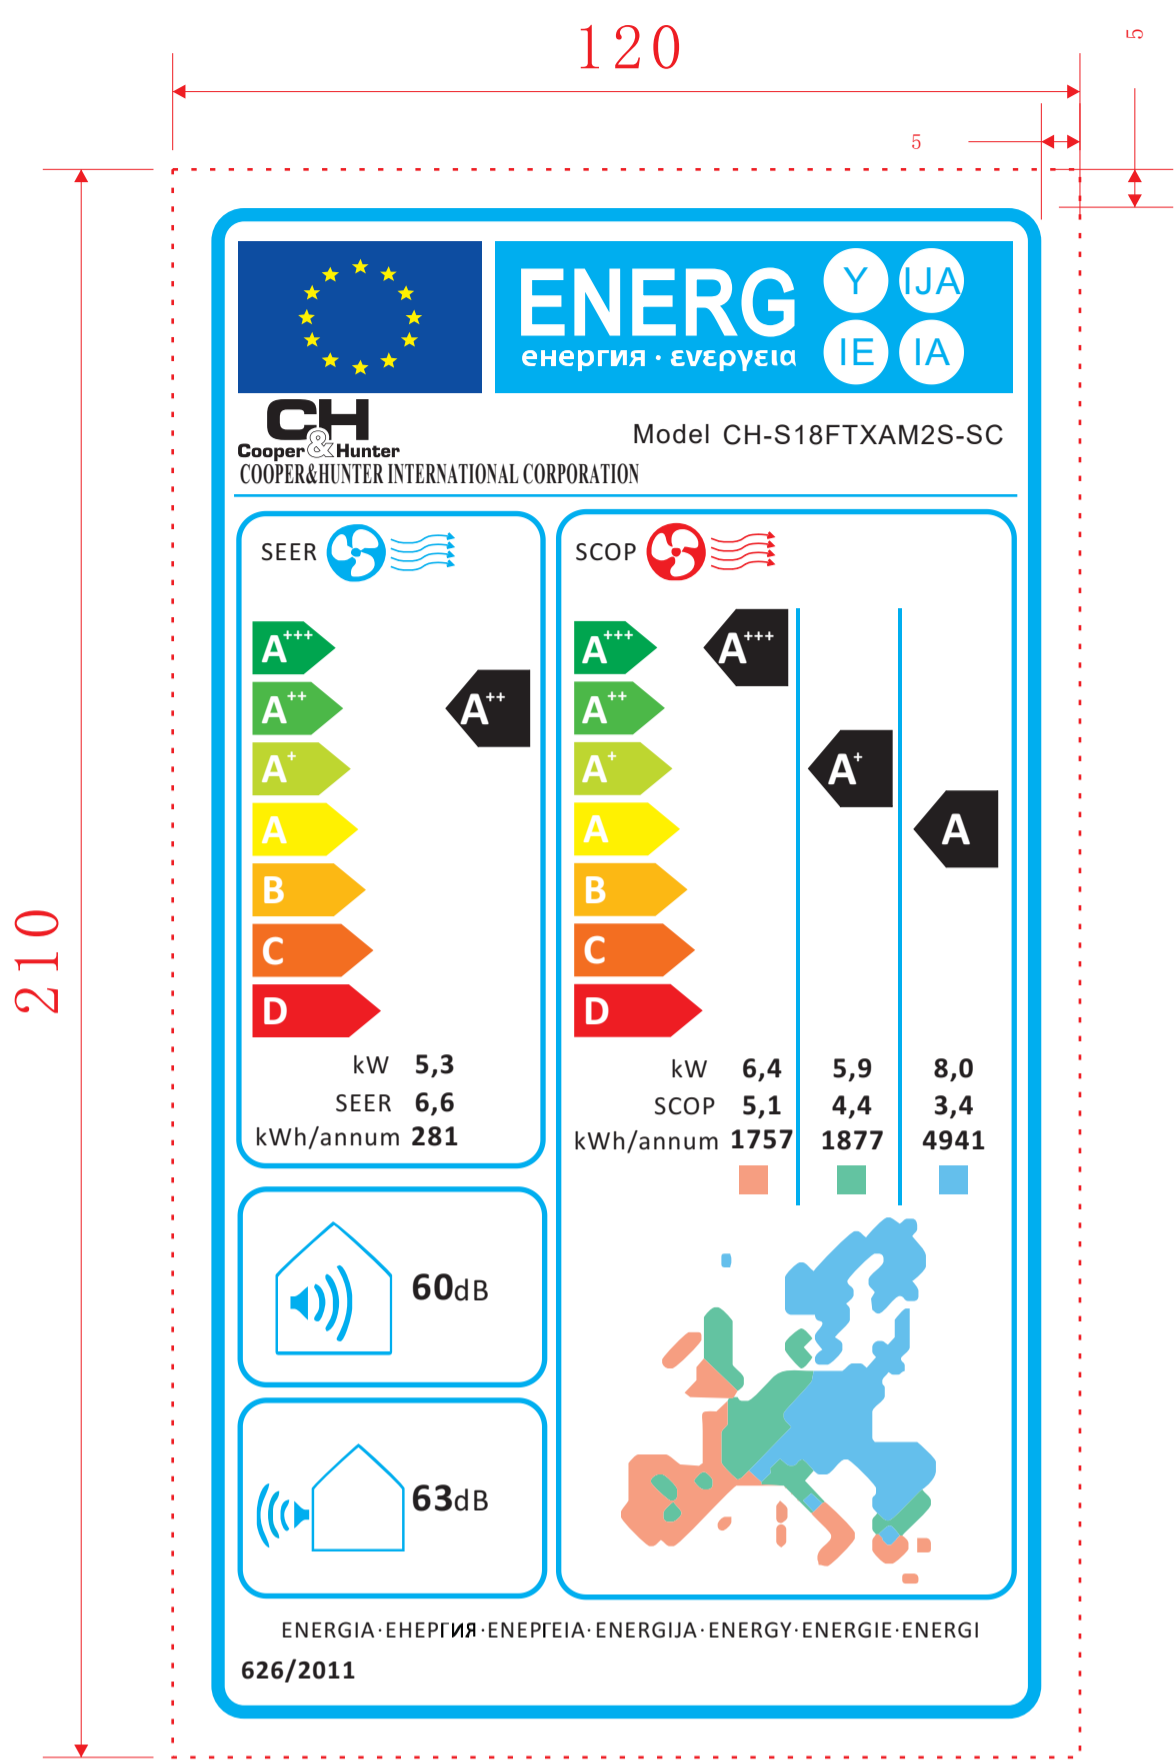 120
5
5
210
ENERG
енергия · ενεργεια
Y IJA
IE IA
CH
Cooper & Hunter
Model CH-S18FTXAM2S-SC
COOPER&HUNTER INTERNATIONAL CORPORATION
SEER
A+++
A++
A+
A
B
C
D
A++
kW 5,3
SEER 6,6
kWh/annum 281
SCOP
A+++
A++
A+
A
B
C
D
A+++
A+
A
kW 6,4 5,9 8,0
SCOP 5,1 4,4 3,4
kWh/annum 1757 1877 4941
60dB
63dB
ENERGIA·ЕНЕРГИЯ·ΕΝΕΡΓΕΙΑ·ENERGIJA·ENERGY·ENERGIE·ENERGI
626/2011